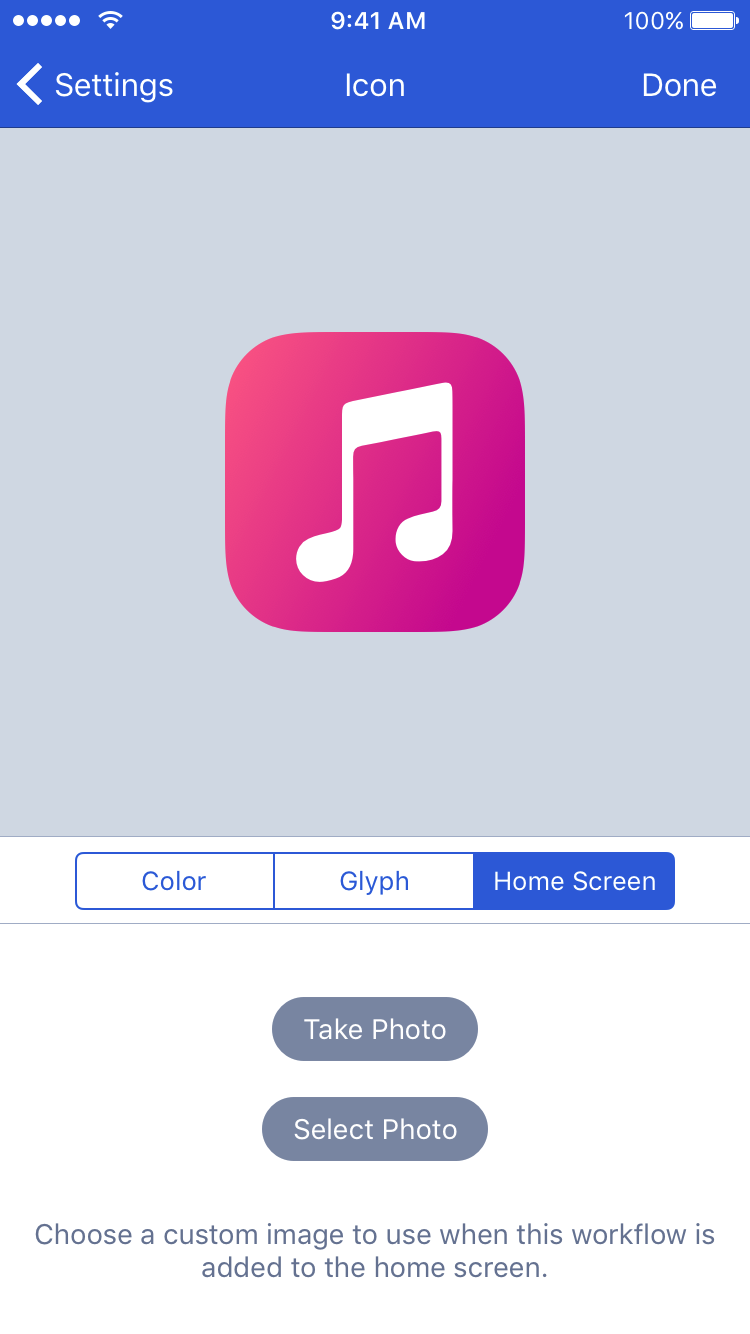 9:41 AM 100%
Settings Icon Done
Color Glyph Home Screen
Take Photo
Select Photo
Choose a custom image to use when this workflow is
added to the home screen.